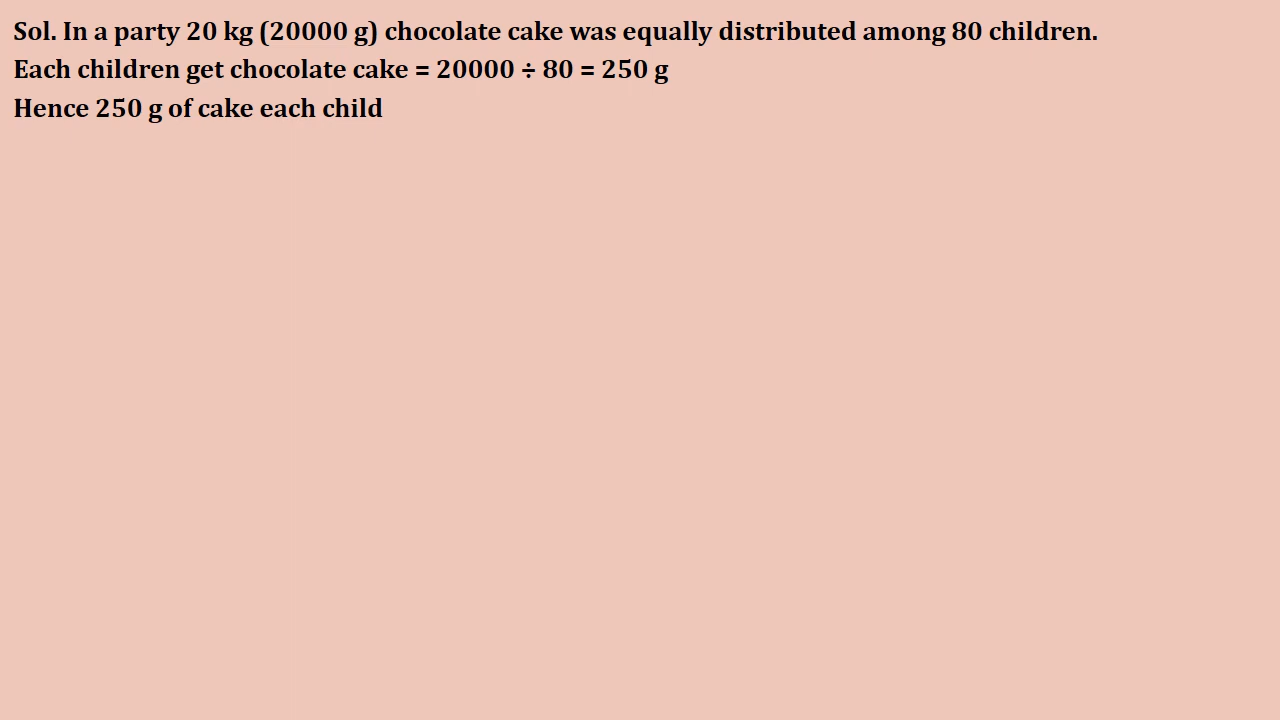 Sol. In a party 20 kg (20000 g) chocolate cake was equally distributed among 80 children.
Each children get chocolate cake = 20000 ÷ 80 = 250 g
Hence 250 g of cake each child